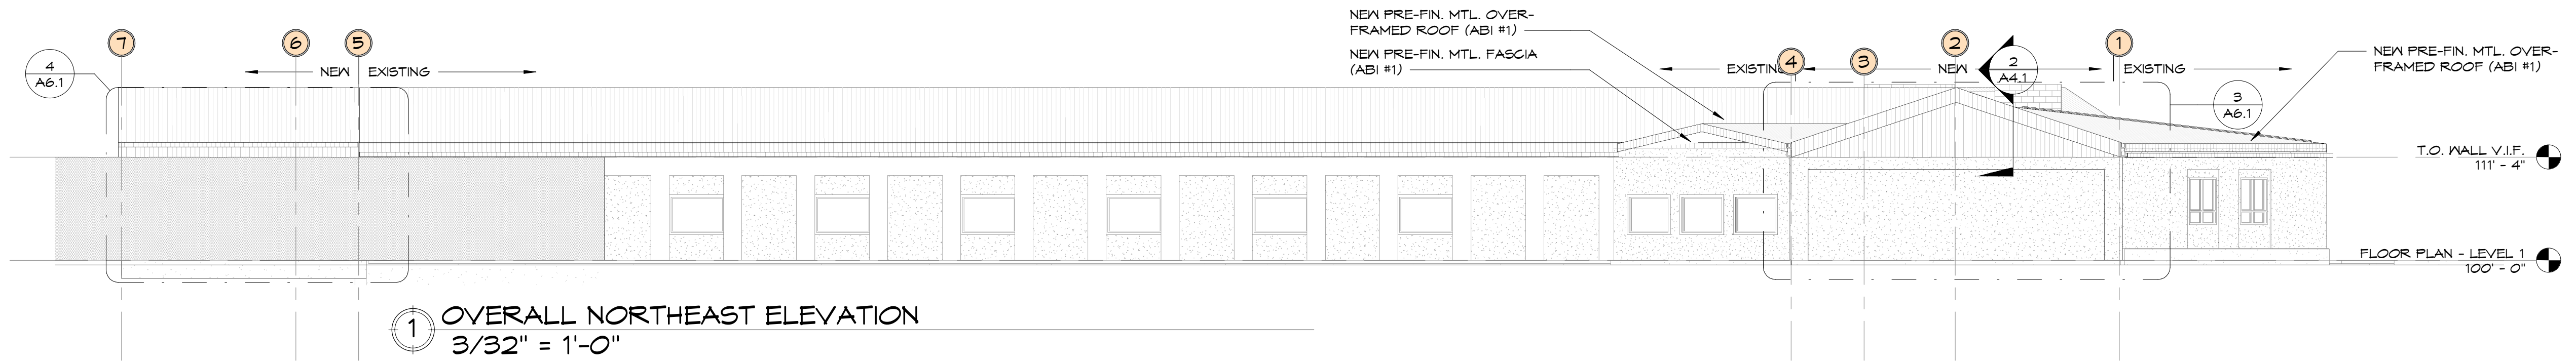 NEW PRE-FIN. MTL. OVER-
FRAMED ROOF (ABI #1)
NEW PRE-FIN. MTL. FASCIA
(ABI #1)
7
6
5
4
3
2
1
4
A6.1
NEW
EXISTING
EXISTING
NEW
2
A4.1
EXISTING
NEW PRE-FIN. MTL. OVER-
FRAMED ROOF (ABI #1)
3
A6.1
T.O. WALL V.I.F.
111' - 4"
FLOOR PLAN - LEVEL 1
100' - 0"
1
OVERALL NORTHEAST ELEVATION
3/32" = 1'-0"